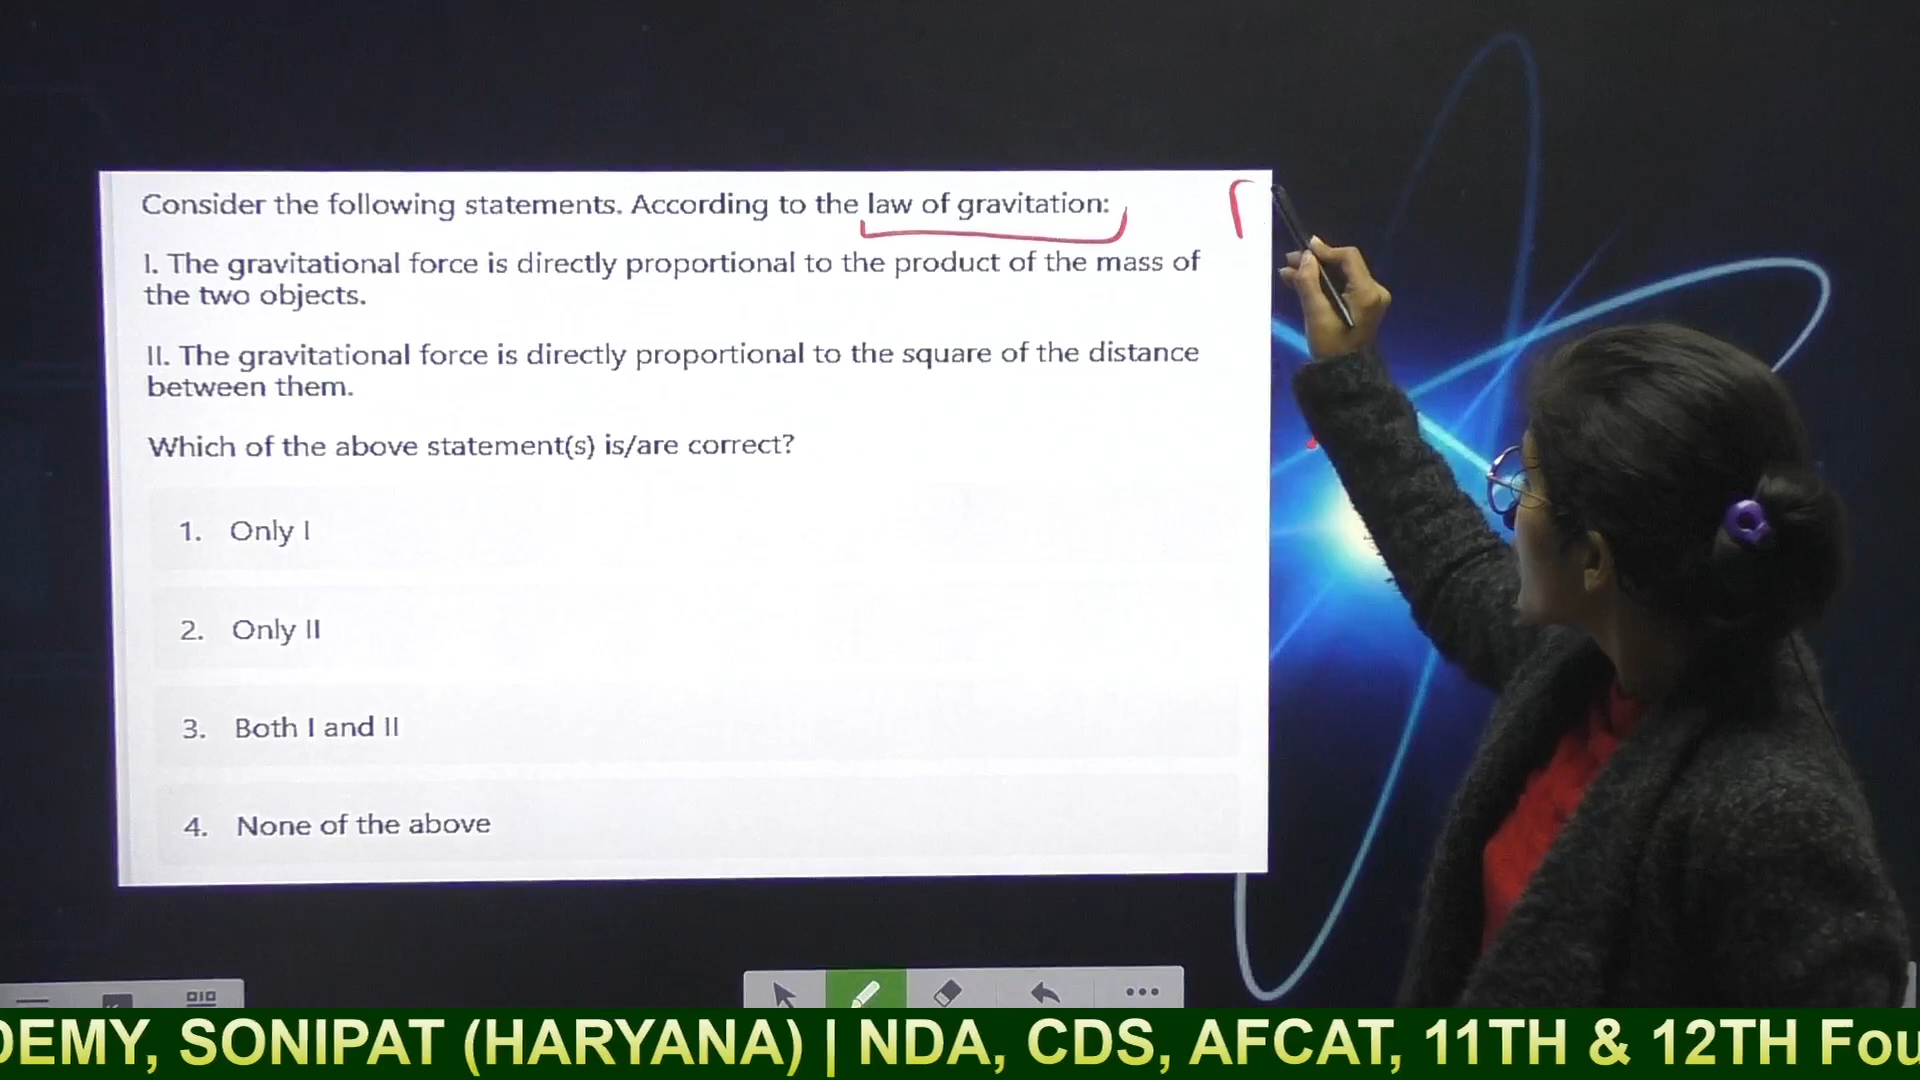 Consider the following statements. According to the law of gravitation:
I. The gravitational force is directly proportional to the product of the mass of
the two objects.
II. The gravitational force is directly proportional to the square of the distance
between them.
Which of the above statement(s) is/are correct?
1. Only I
2. Only II
3. Both I and II
4. None of the above
DEMY, SONIPAT (HARYANA) | NDA, CDS, AFCAT, 11TH & 12TH Fou